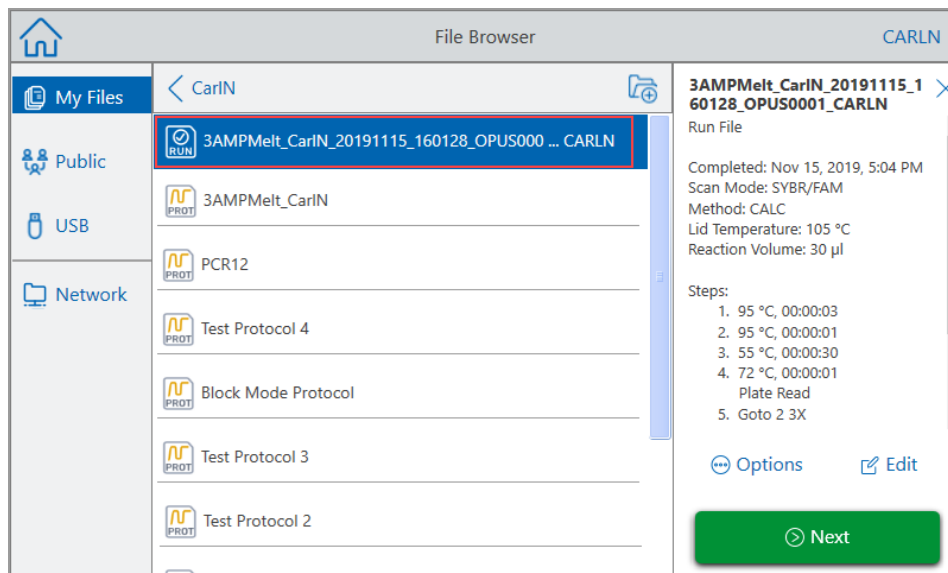 File Browser
CARLN
My Files
Public
USB
Network
CarlN
RUN
3AMPMelt_CarlN_20191115_160128_OPUS000 ... CARLN
PROT
3AMPMelt_CarlN
PROT
PCR12
PROT
Test Protocol 4
PROT
Block Mode Protocol
PROT
Test Protocol 3
PROT
Test Protocol 2
3AMPMelt_CarlN_20191115_1
60128_OPUS0001_CARLN
Run File
Completed: Nov 15, 2019, 5:04 PM
Scan Mode: SYBR/FAM
Method: CALC
Lid Temperature: 105 °C
Reaction Volume: 30 µl
Steps:
1. 95 °C, 00:00:03
2. 95 °C, 00:00:01
3. 55 °C, 00:00:30
4. 72 °C, 00:00:01
Plate Read
5. Goto 2 3X
Options
Edit
Next